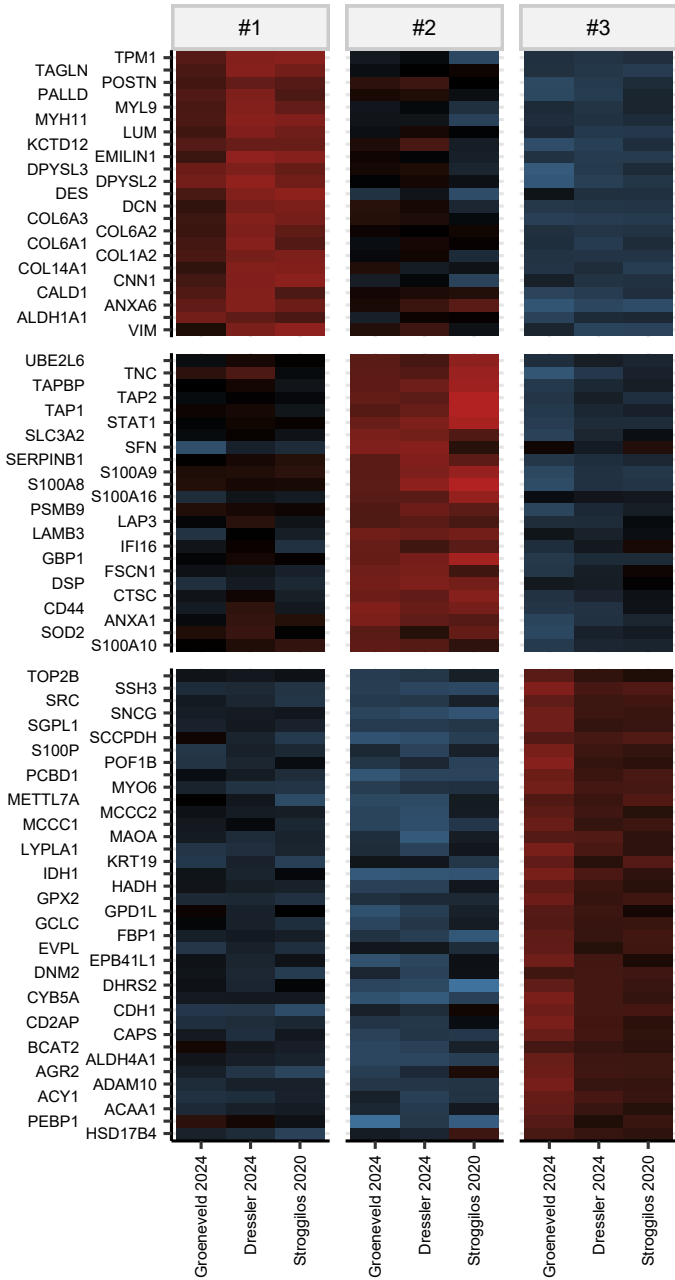 #1 #2 #3
TPM1
TAGLN
POSTN
PALLD
MYL9
MYH11
LUM
KCTD12
EMILIN1
DPYSL3
DPYSL2
DES
DCN
COL6A3
COL6A2
COL6A1
COL1A2
COL14A1
CNN1
CALD1
ANXA6
ALDH1A1
VIM
UBE2L6
TNC
TAPBP
TAP2
TAP1
STAT1
SLC3A2
SFN
SERPINB1
S100A9
S100A8
S100A16
PSMB9
LAP3
LAMB3
IFI16
GBP1
FSCN1
DSP
CTSC
CD44
ANXA1
SOD2
S100A10
TOP2B
SSH3
SRC
SNCG
SGPL1
SCCPDH
S100P
POF1B
PCBD1
MYO6
METTL7A
MCCC2
MCCC1
MAOA
LYPLA1
KRT19
IDH1
HADH
GPX2
GPD1L
GCLC
FBP1
EVPL
EPB41L1
DNM2
DHRS2
CYB5A
CDH1
CD2AP
CAPS
BCAT2
ALDH4A1
AGR2
ADAM10
ACY1
ACAA1
PEBP1
HSD17B4
Groeneveld 2024
Dressler 2024
Stroggilos 2020
Groeneveld 2024
Dressler 2024
Stroggilos 2020
Groeneveld 2024
Dressler 2024
Stroggilos 2020